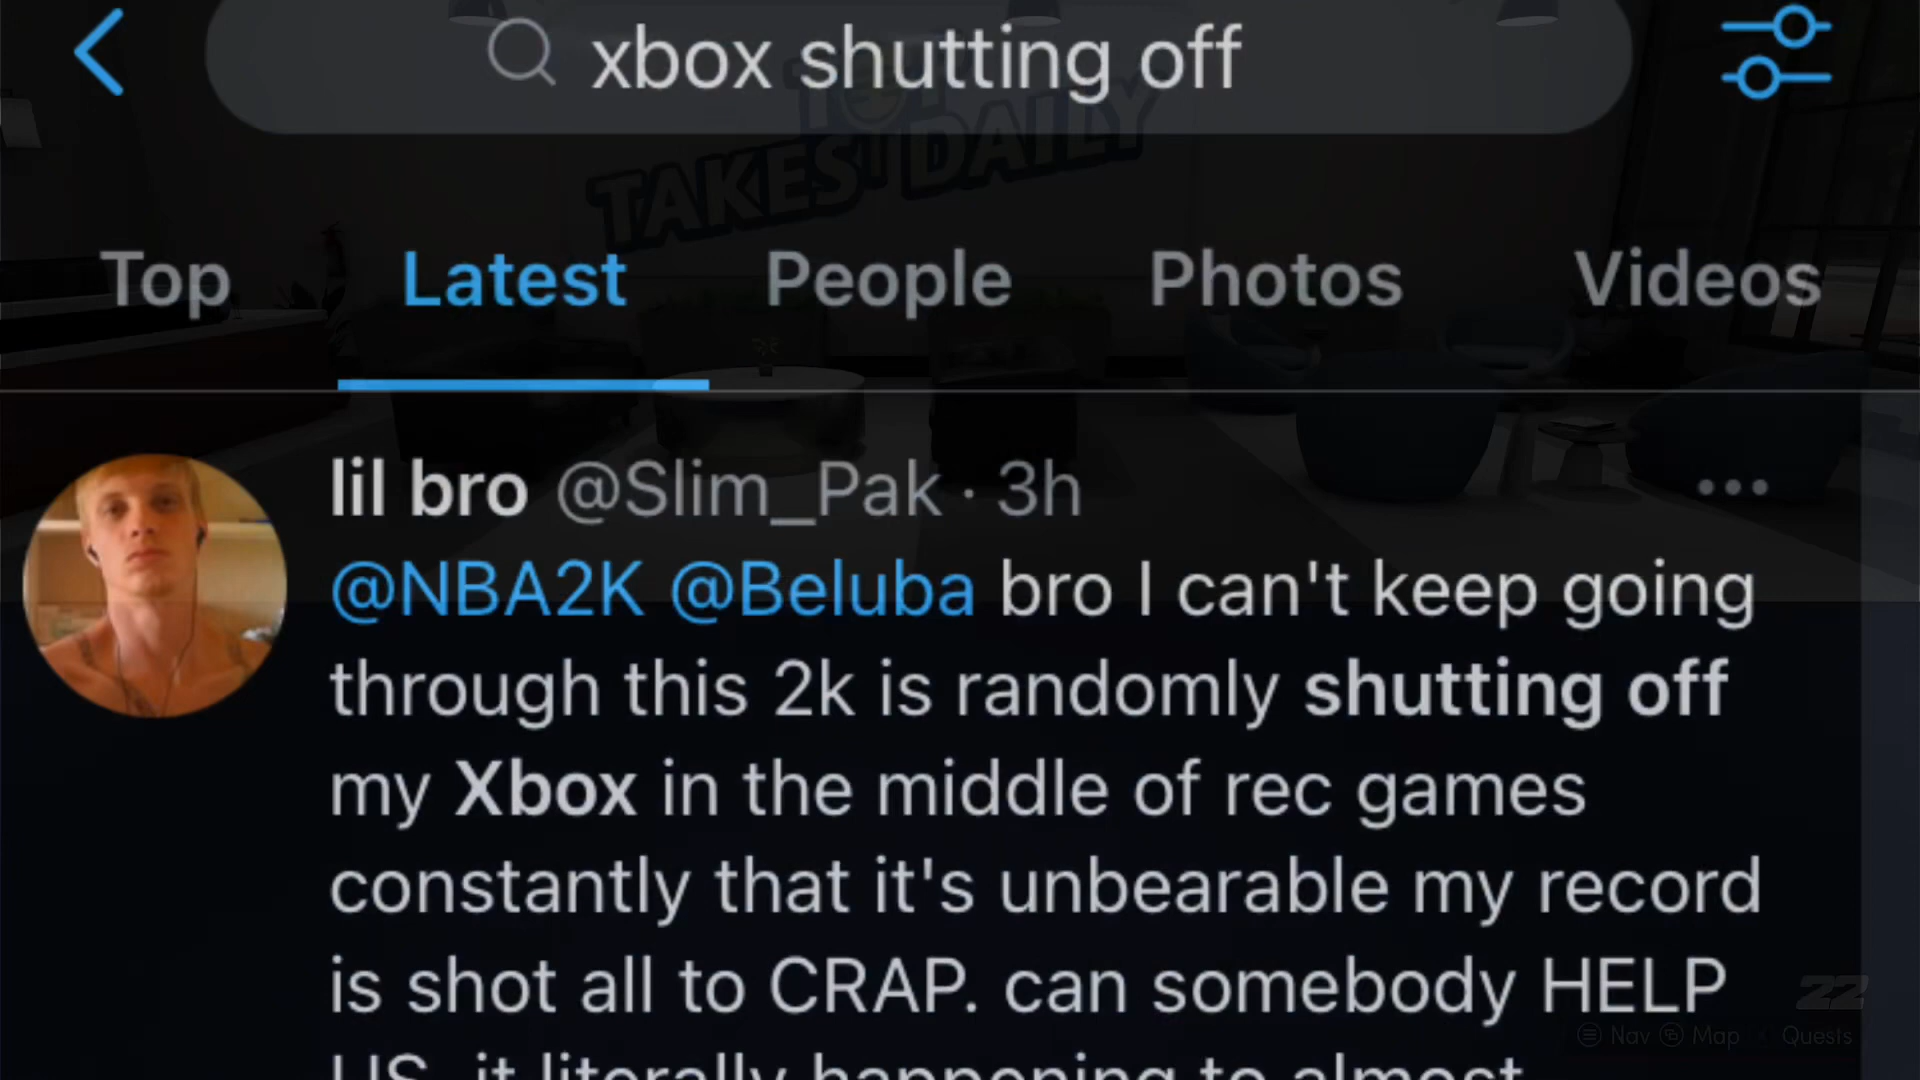 xbox shutting off
TAKES DAILY
Top Latest People Photos Videos
lil bro @Slim_Pak · 3h
@NBA2K @Beluba bro I can't keep going
through this 2k is randomly shutting off
my Xbox in the middle of rec games
constantly that it's unbearable my record
is shot all to CRAP. can somebody HELP
US. it literally happening to almost
22
Nav Map Quests